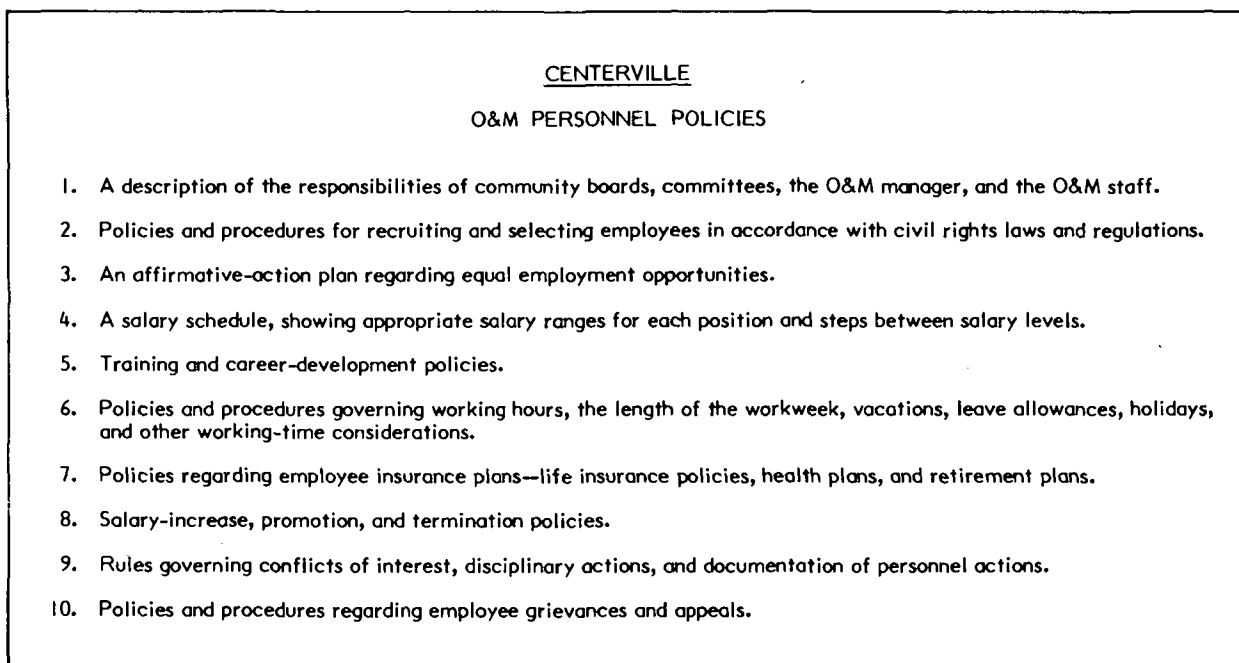 CENTERVILLE
O&M PERSONNEL POLICIES
1. A description of the responsibilities of community boards, committees, the O&M manager, and the O&M staff.
2. Policies and procedures for recruiting and selecting employees in accordance with civil rights laws and regulations.
3. An affirmative-action plan regarding equal employment opportunities.
4. A salary schedule, showing appropriate salary ranges for each position and steps between salary levels.
5. Training and career-development policies.
6. Policies and procedures governing working hours, the length of the workweek, vacations, leave allowances, holidays,
and other working-time considerations.
7. Policies regarding employee insurance plans—life insurance policies, health plans, and retirement plans.
8. Salary-increase, promotion, and termination policies.
9. Rules governing conflicts of interest, disciplinary actions, and documentation of personnel actions.
10. Policies and procedures regarding employee grievances and appeals.